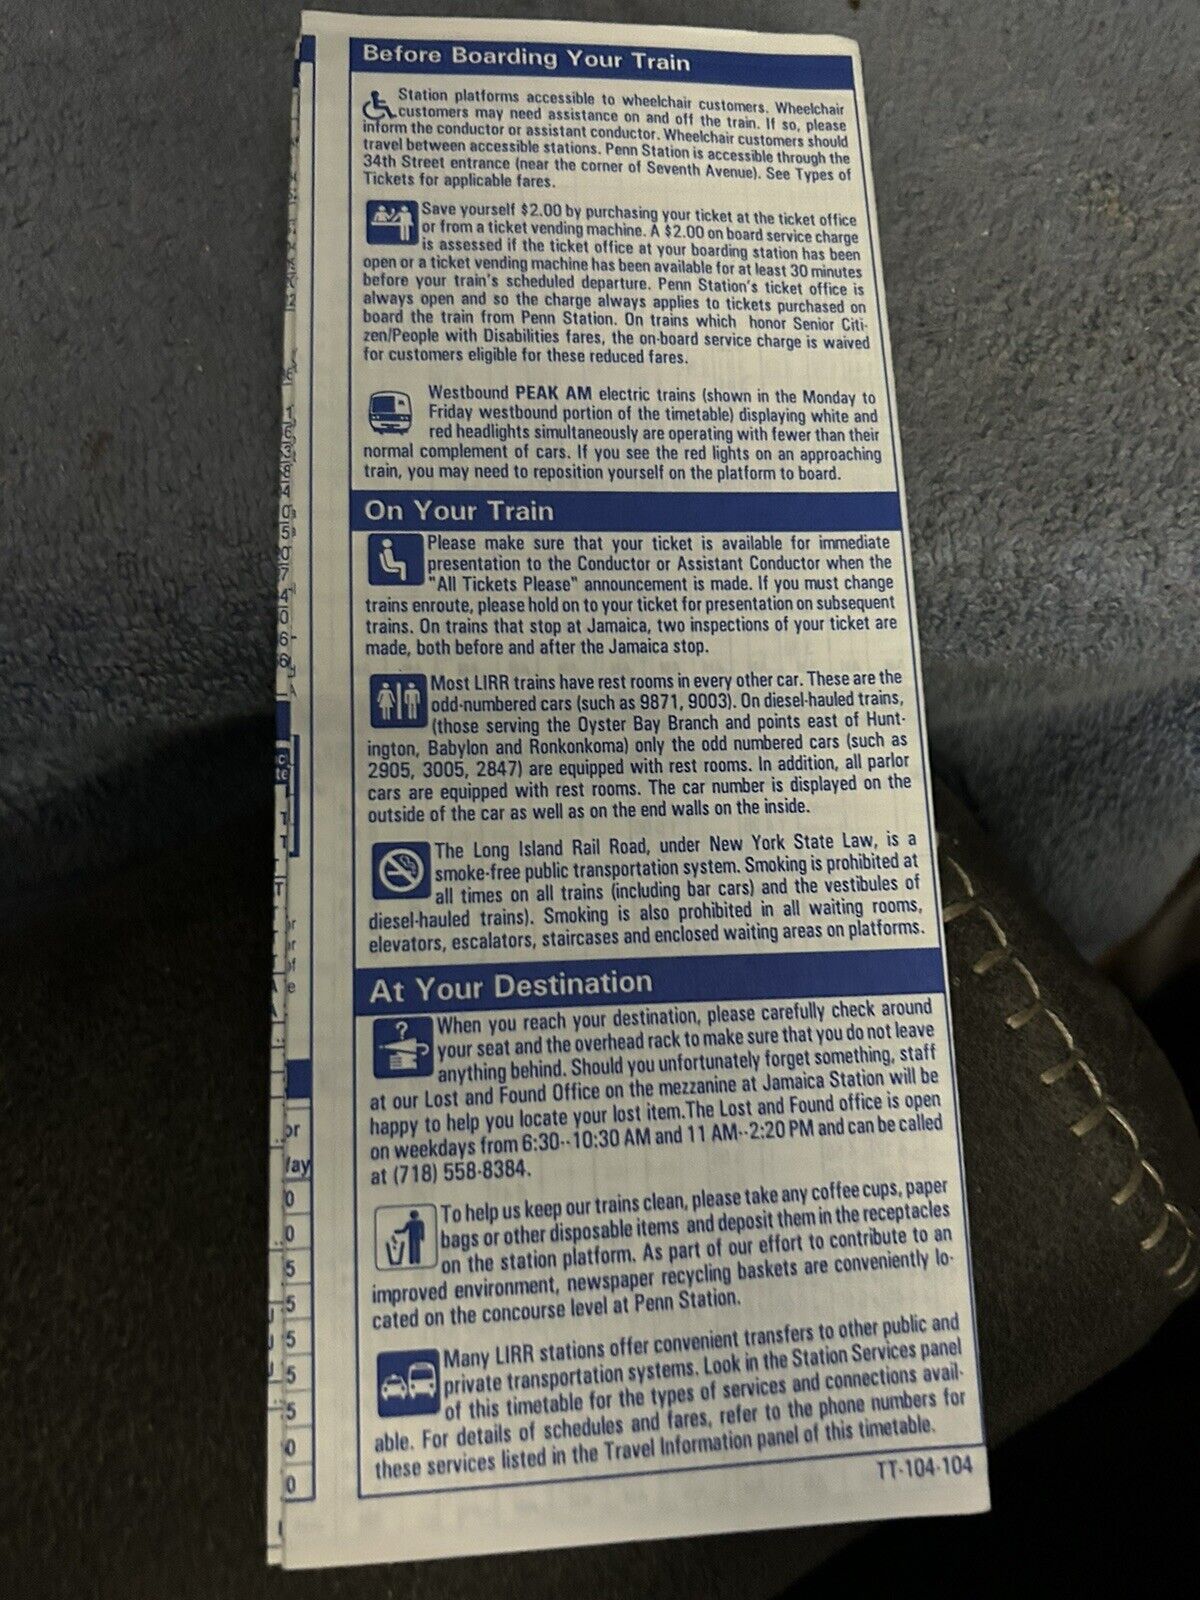 Before Boarding Your Train
Station platforms accessible to wheelchair customers. Wheelchair
customers may need assistance on and off the train. If so, please
inform the conductor or assistant conductor. Wheelchair customers should
travel between accessible stations. Penn Station is accessible through the
34th Street entrance (near the corner of Seventh Avenue). See Types of
Tickets for applicable fares.
Save yourself $2.00 by purchasing your ticket at the ticket office
or from a ticket vending machine. A $2.00 on board service charge
is assessed if the ticket office at your boarding station has been
open or a ticket vending machine has been available for at least 30 minutes
before your train's scheduled departure. Penn Station's ticket office is
always open and so the charge always applies to tickets purchased on
board the train from Penn Station. On trains which honor Senior Citi-
zen/People with Disabilities fares, the on-board service charge is waived
for customers eligible for these reduced fares.
Westbound PEAK AM electric trains (shown in the Monday to
Friday westbound portion of the timetable) displaying white and
red headlights simultaneously are operating with fewer than their
normal complement of cars. If you see the red lights on an approaching
train, you may need to reposition yourself on the platform to board.
On Your Train
Please make sure that your ticket is available for immediate
presentation to the Conductor or Assistant Conductor when the
"All Tickets Please" announcement is made. If you must change
trains enroute, please hold on to your ticket for presentation on subsequent
trains. On trains that stop at Jamaica, two inspections of your ticket are
made, both before and after the Jamaica stop.
Most LIRR trains have rest rooms in every other car. These are the
odd-numbered cars (such as 9871, 9003). On diesel-hauled trains,
(those serving the Oyster Bay Branch and points east of Hunt-
ington, Babylon and Ronkonkoma) only the odd numbered cars (such as
2905, 3005, 2847) are equipped with rest rooms. In addition, all parlor
cars are equipped with rest rooms. The car number is displayed on the
outside of the car as well as on the end walls on the inside.
The Long Island Rail Road, under New York State Law, is a
smoke-free public transportation system. Smoking is prohibited at
all times on all trains (including bar cars) and the vestibules of
diesel-hauled trains). Smoking is also prohibited in all waiting rooms,
elevators, escalators, staircases and enclosed waiting areas on platforms.
At Your Destination
When you reach your destination, please carefully check around
your seat and the overhead rack to make sure that you do not leave
anything behind. Should you unfortunately forget something, staff
at our Lost and Found Office on the mezzanine at Jamaica Station will be
happy to help you locate your lost item.The Lost and Found office is open
on weekdays from 6:30--10:30 AM and 11 AM--2:20 PM and can be called
at (718) 558-8384.
To help us keep our trains clean, please take any coffee cups, paper
bags or other disposable items and deposit them in the receptacles
on the station platform. As part of our effort to contribute to an
improved environment, newspaper recycling baskets are conveniently lo-
cated on the concourse level at Penn Station.
Many LIRR stations offer convenient transfers to other public and
private transportation systems. Look in the Station Services panel
of this timetable for the types of services and connections avail-
able. For details of schedules and fares, refer to the phone numbers for
these services listed in the Travel Information panel of this timetable.
TT-104-104